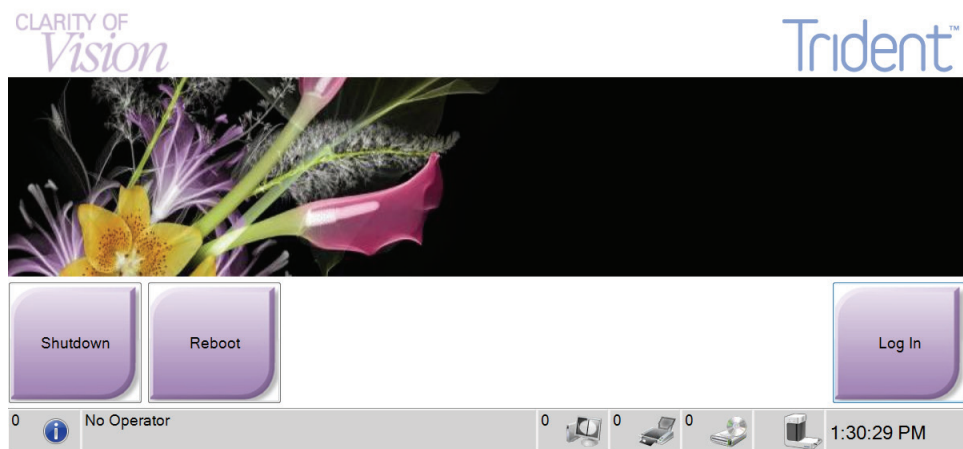 CLARITY OF
Vision
Trident™
Shutdown
Reboot
Log In
0
No Operator
0
0
0
1:30:29 PM